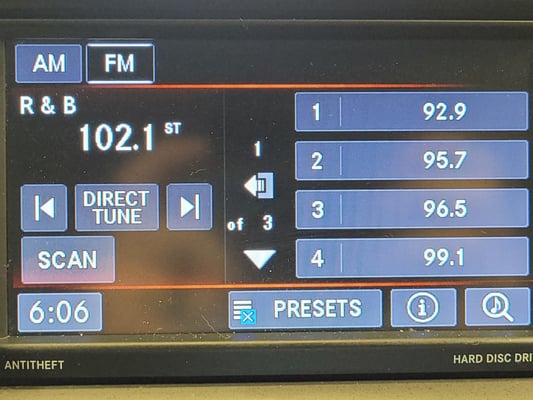 AM FM
R & B
102.1 ST
DIRECT
TUNE
SCAN
1
of 3
1 92.9
2 95.7
3 96.5
4 99.1
6:06 PRESETS
ANTITHEFT HARD DISC